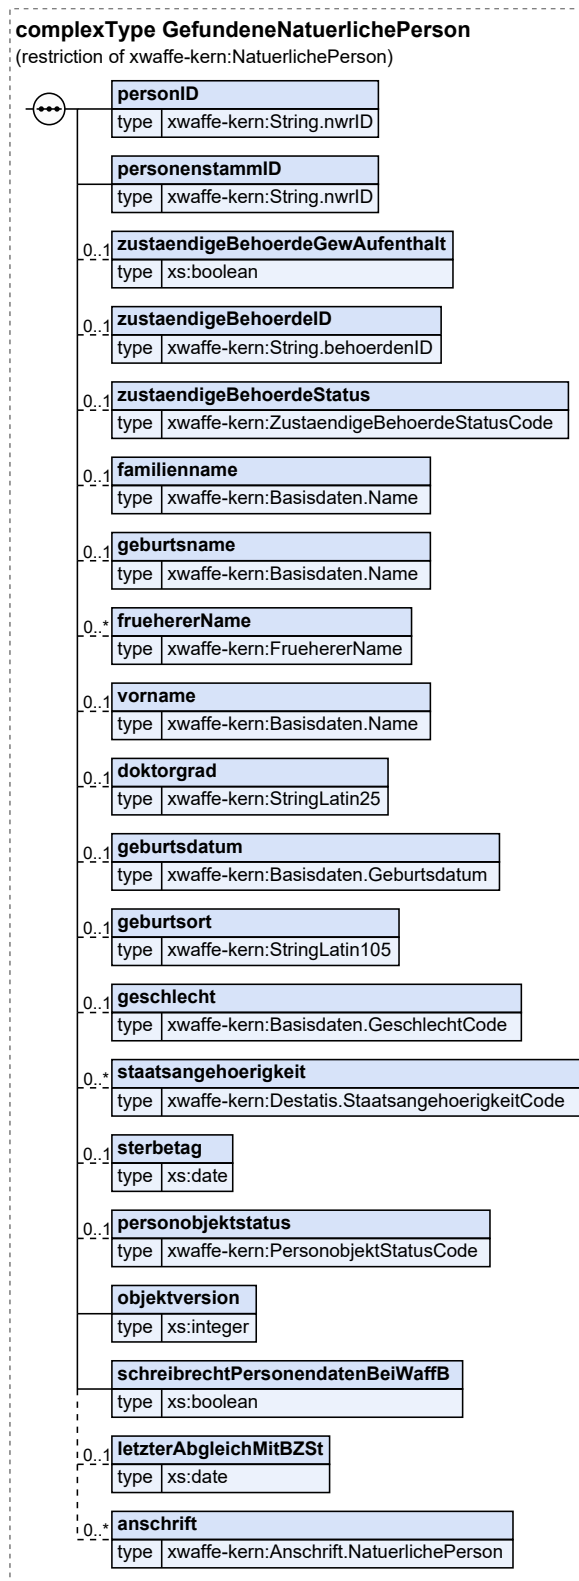 complexType GefundeneNatuerlichePerson
(restriction of xwaffe-kern:NatuerlichePerson)
personID
type xwaffe-kern:String.nwrID
personenstammID
type xwaffe-kern:String.nwrID
0..1 zustaendigeBehoerdeGewAufenthalt
type xs:boolean
0..1 zustaendigeBehoerdeID
type xwaffe-kern:String.behoerdenID
0..1 zustaendigeBehoerdeStatus
type xwaffe-kern:ZustaendigeBehoerdeStatusCode
0..1 familienname
type xwaffe-kern:Basisdaten.Name
0..1 geburtsname
type xwaffe-kern:Basisdaten.Name
0..* fruehererName
type xwaffe-kern:FruehererName
0..1 vorname
type xwaffe-kern:Basisdaten.Name
0..1 doktorgrad
type xwaffe-kern:StringLatin25
0..1 geburtsdatum
type xwaffe-kern:Basisdaten.Geburtsdatum
0..1 geburtsort
type xwaffe-kern:StringLatin105
0..1 geschlecht
type xwaffe-kern:Basisdaten.GeschlechtCode
0..* staatsangehoerigkeit
type xwaffe-kern:Destatis.StaatsangehoerigkeitCode
0..1 sterbetag
type xs:date
0..1 personobjektstatus
type xwaffe-kern:PersonobjektStatusCode
objektversion
type xs:integer
schreibrechtPersonendatenBeiWaffB
type xs:boolean
0..1 letzterAbgleichMitBZSt
type xs:date
0..* anschrift
type xwaffe-kern:Anschrift.NatuerlichePerson